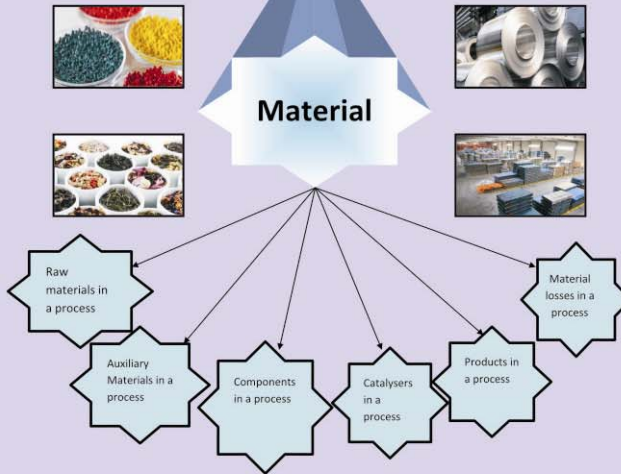 Material
Raw
materials in
a process
Auxiliary
Materials in a
process
Components
in a process
Catalysers
in a
process
Products in
a process
Material
losses in a
process